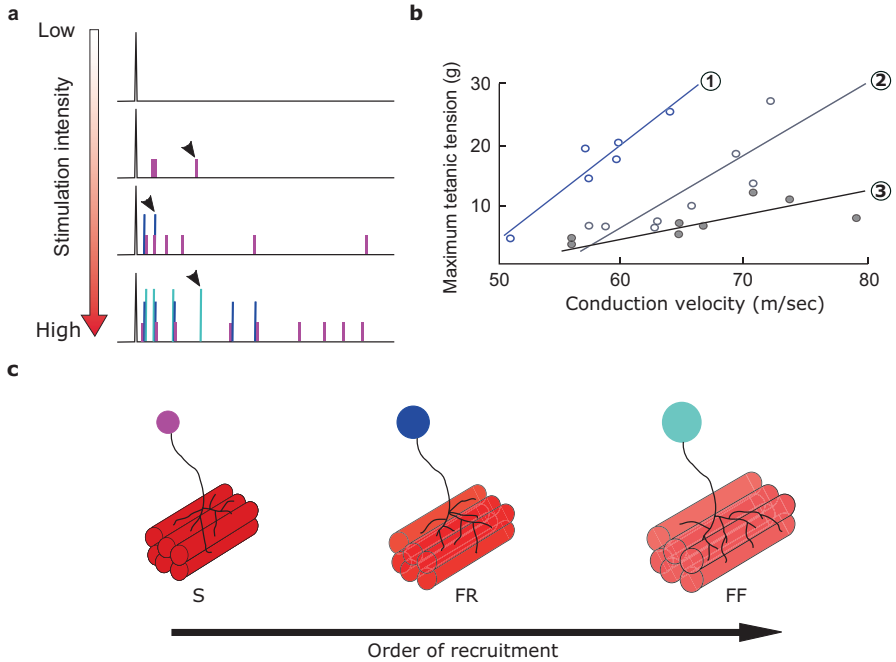 a
Low
Stimulation intensity
High
b
Maximum tetanic tension (g)
30
20
10
50
60
70
80
Conduction velocity (m/sec)
1
2
3
c
S
FR
FF
Order of recruitment